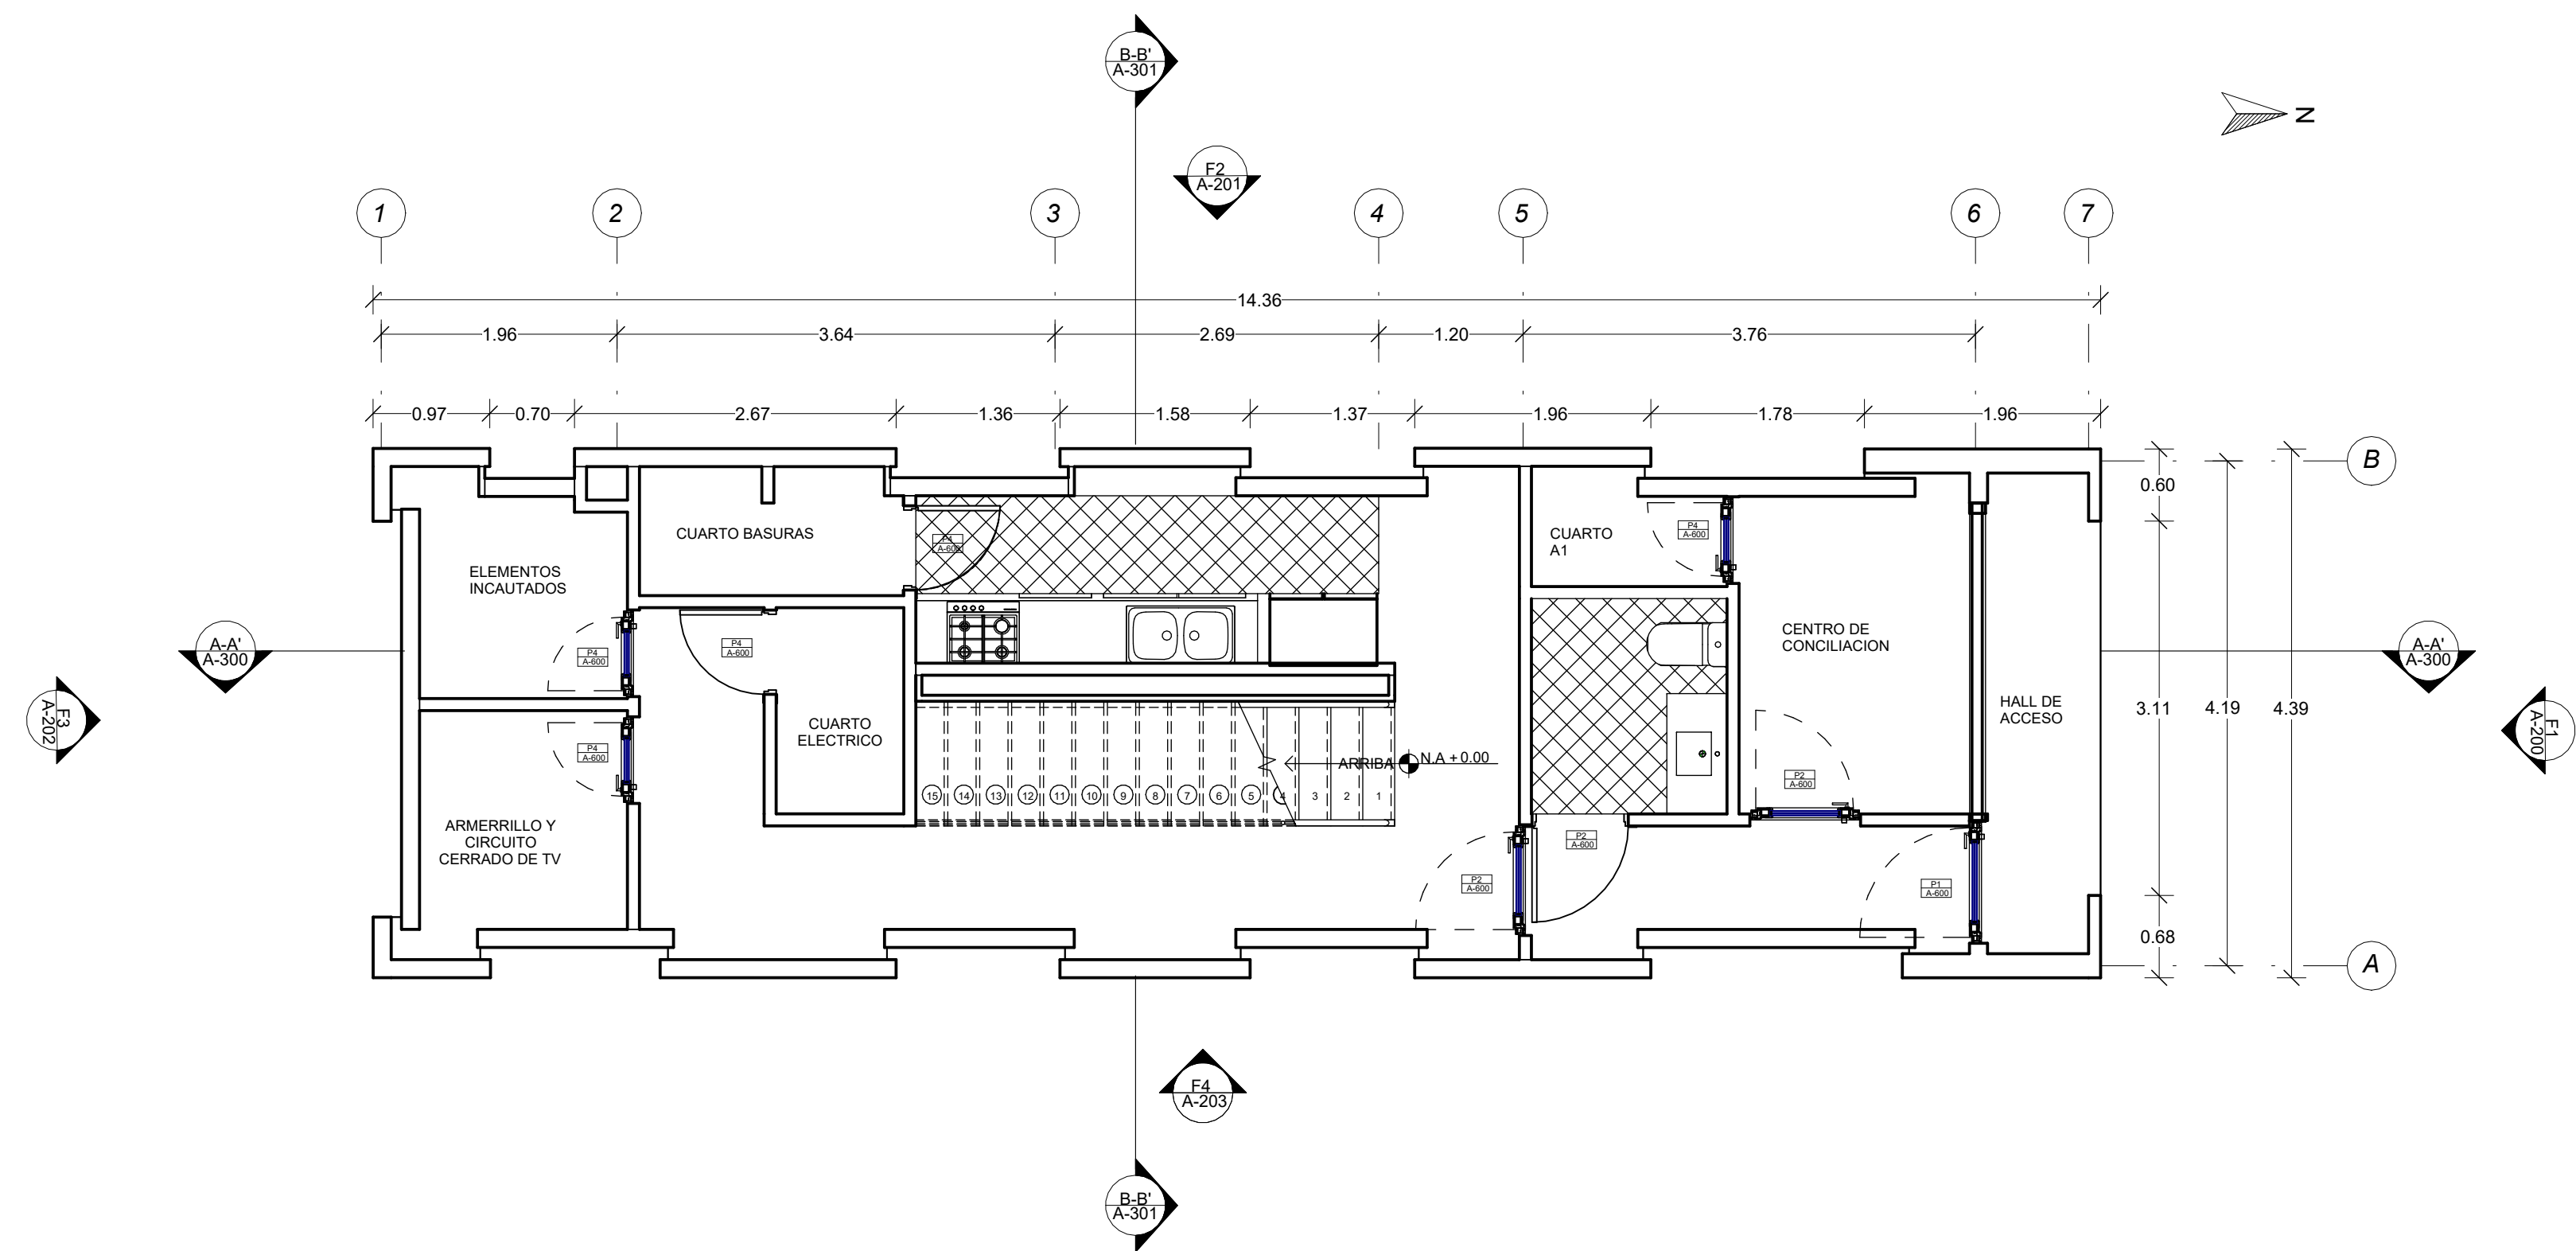 B-B'
A-301
N
F2
A-201
1
2
3
4
5
6
7
14.36
1.96
3.64
2.69
1.20
3.76
0.97
0.70
2.67
1.36
1.58
1.37
1.96
1.78
1.96
B
0.60
CUARTO BASURAS
P4
A-600
CUARTO
A1
P4
A-600
ELEMENTOS
INCAUTADOS
CENTRO DE
CONCILIACION
A-A'
A-300
P4
A-600
P4
A-600
A-A'
A-300
F3
A-202
HALL DE
ACCESO
3.11
4.19
4.39
F1
A-200
CUARTO
ELECTRICO
P4
A-600
ARRIBA
N.A +0.00
P2
A-600
15
14
13
12
11
10
9
8
7
6
5
4
3
2
1
ARMERRILLO Y
CIRCUITO
CERRADO DE TV
P2
A-600
P2
A-600
P1
A-600
0.68
A
F4
A-203
B-B'
A-301